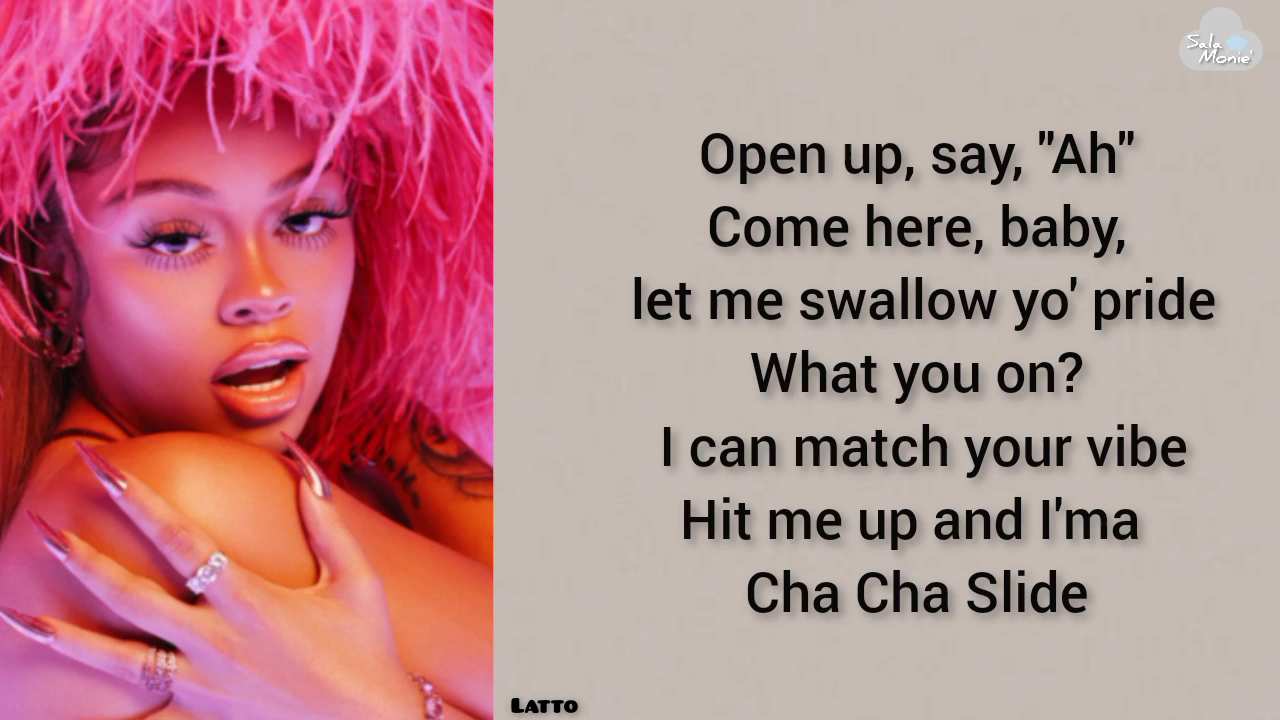 Sala
Monie'
Open up, say, "Ah"
Come here, baby,
let me swallow yo' pride
What you on?
I can match your vibe
Hit me up and I'ma
Cha Cha Slide
LATTO